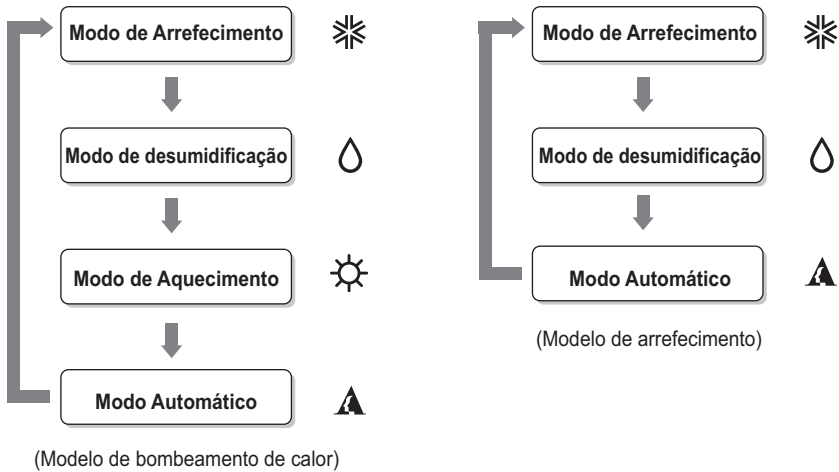 Modo de Arrefecimento
Modo de desumidificação
Modo de Aquecimento
Modo Automático
(Modelo de bombeamento de calor)
Modo de Arrefecimento
Modo de desumidificação
Modo Automático
(Modelo de arrefecimento)